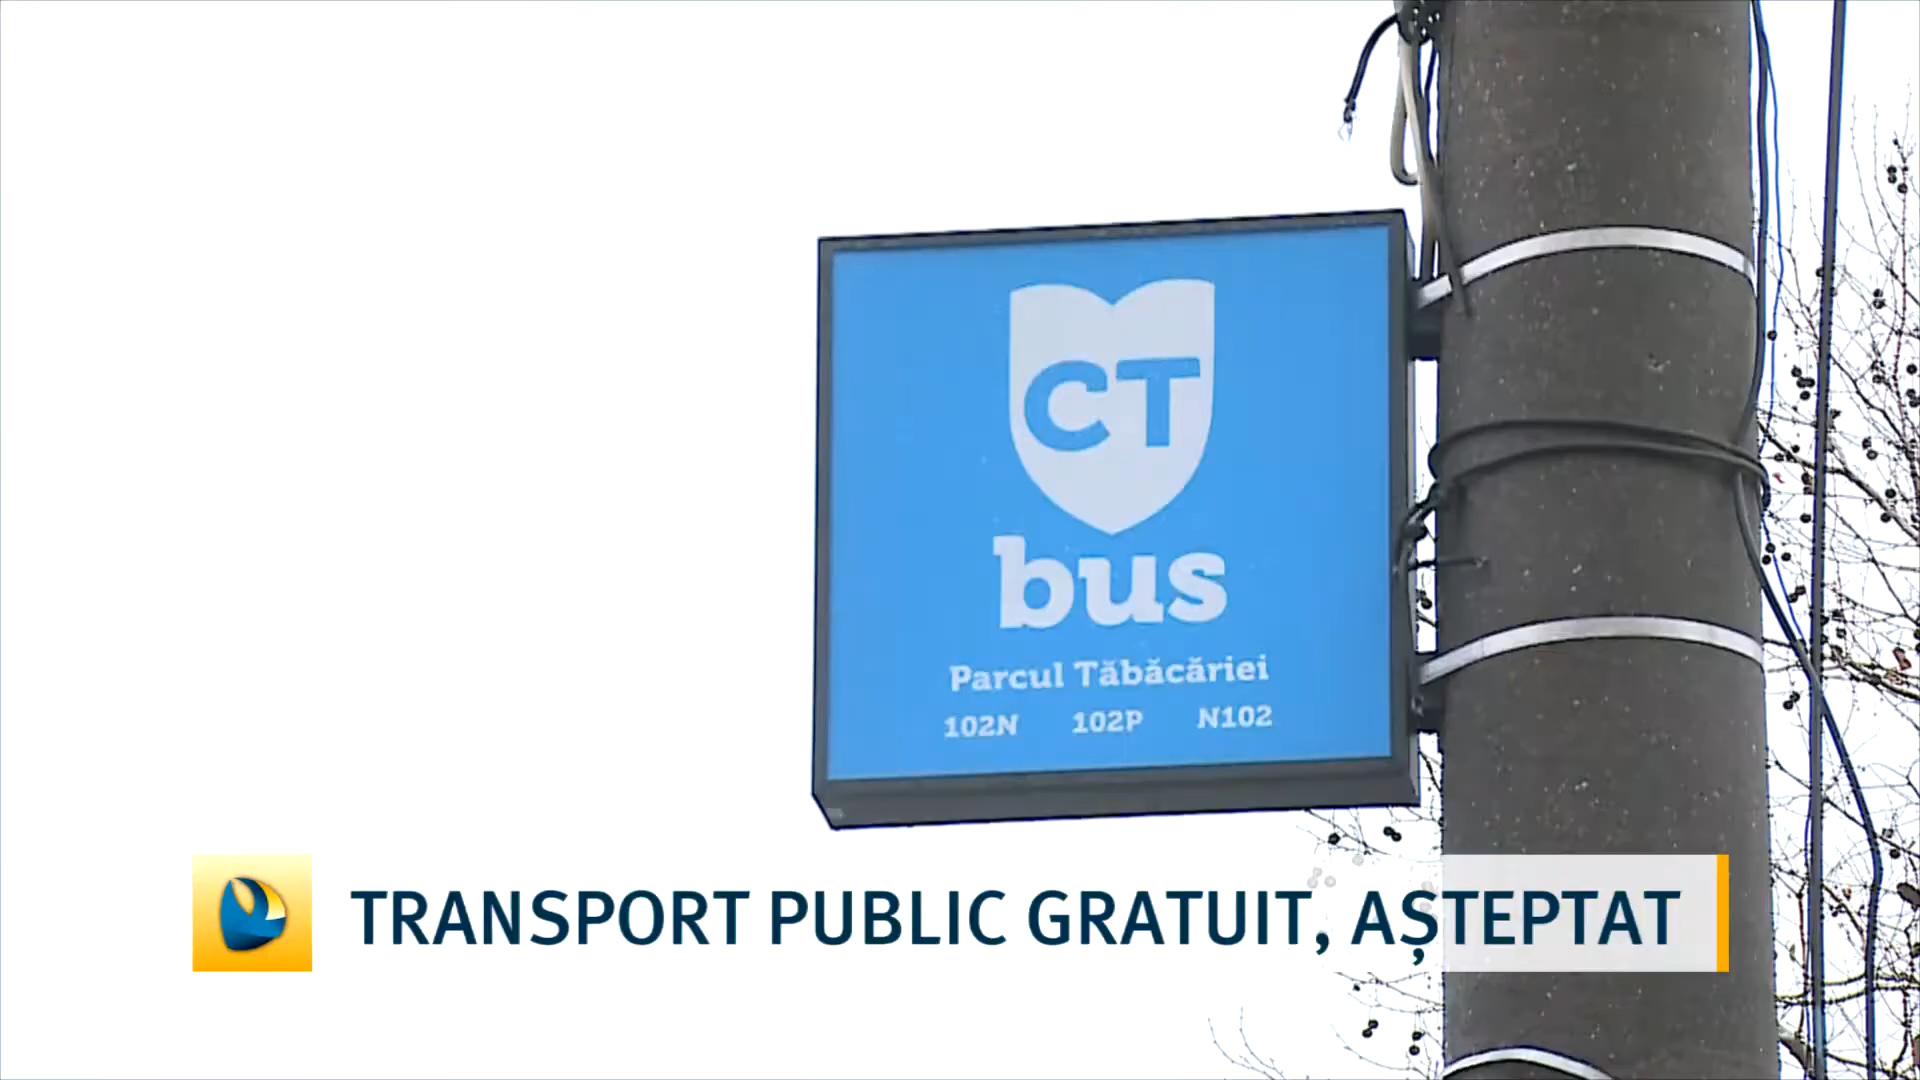 CT
bus
Parcul Tăbăcăriei
102N 102P N102
TRANSPORT PUBLIC GRATUIT, AȘTEPTAT